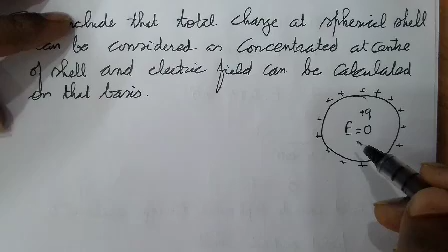 include that total charge at spherical shell
can be considered as concentrated at centre
of shell and electric field can be calculated
on that basis.
+q
E=0